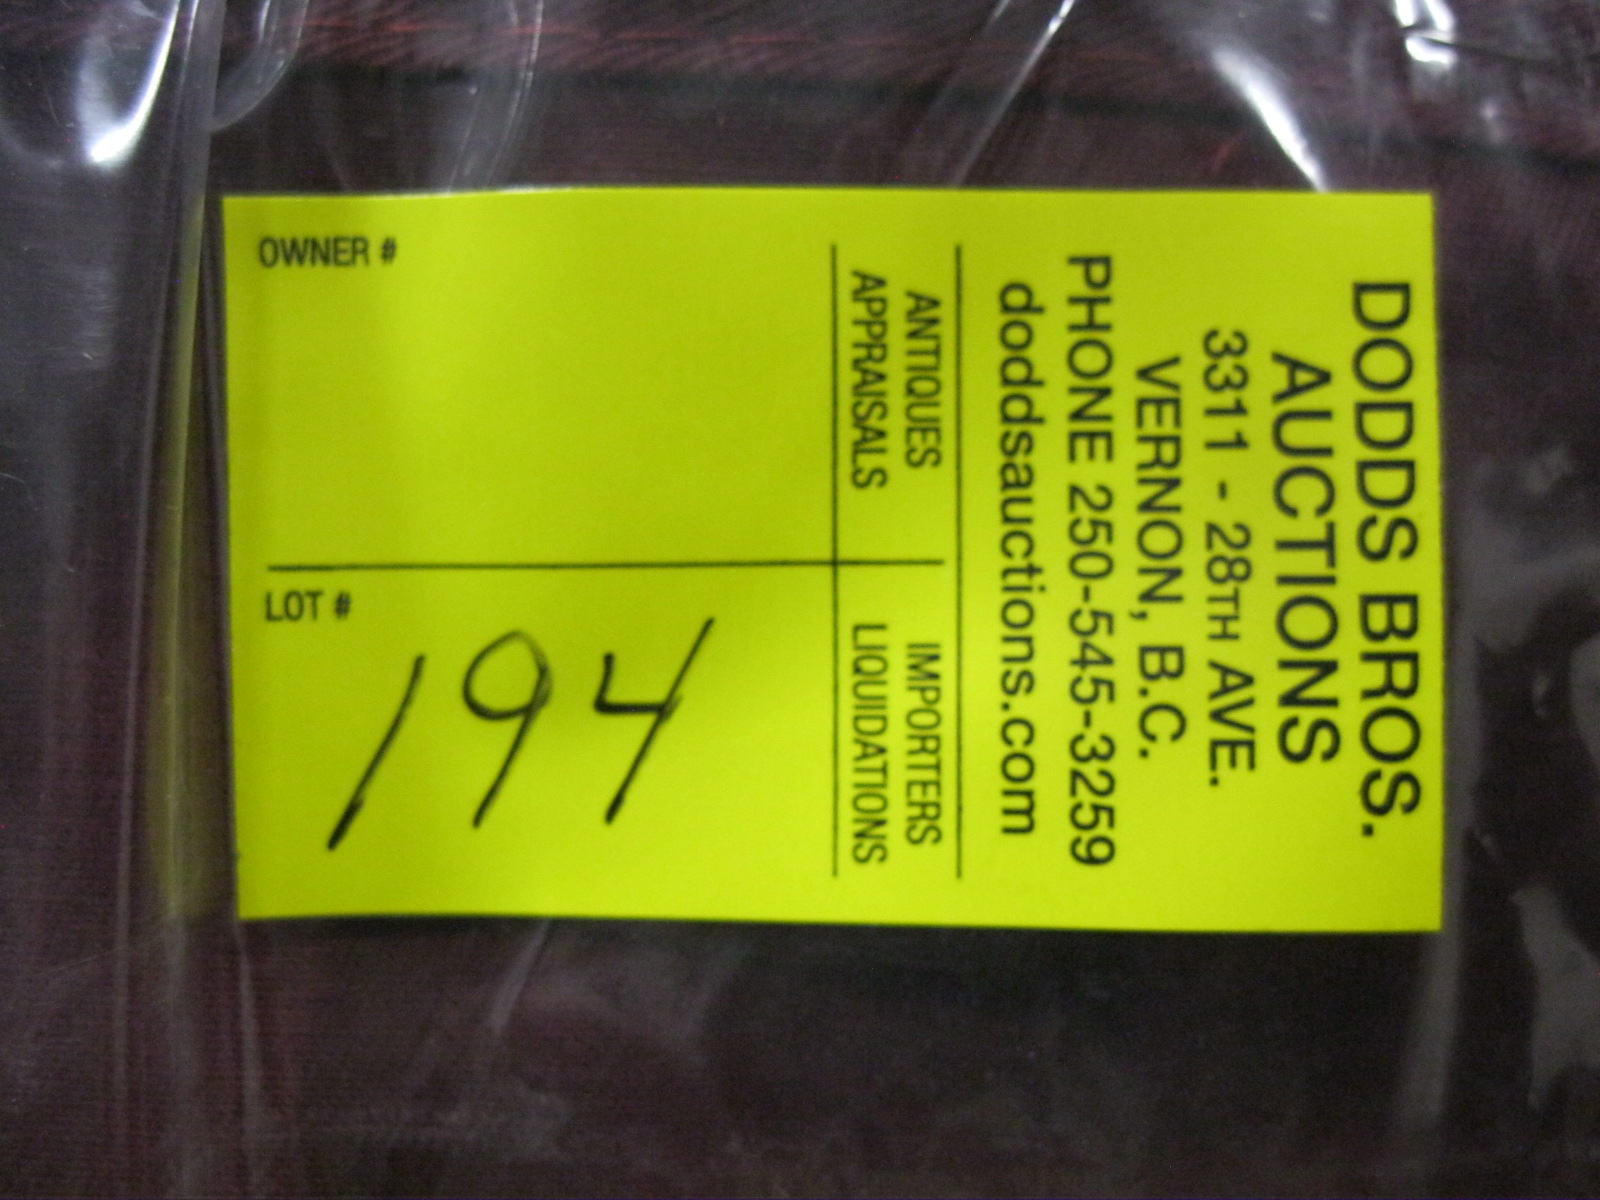 DODDS BROS.
AUCTIONS
3311 - 28TH AVE.
VERNON, B.C.
PHONE 250-545-3259
doddsauctions.com
ANTIQUES
APPRAISALS
IMPORTERS
LIQUIDATIONS
OWNER #
LOT #
194